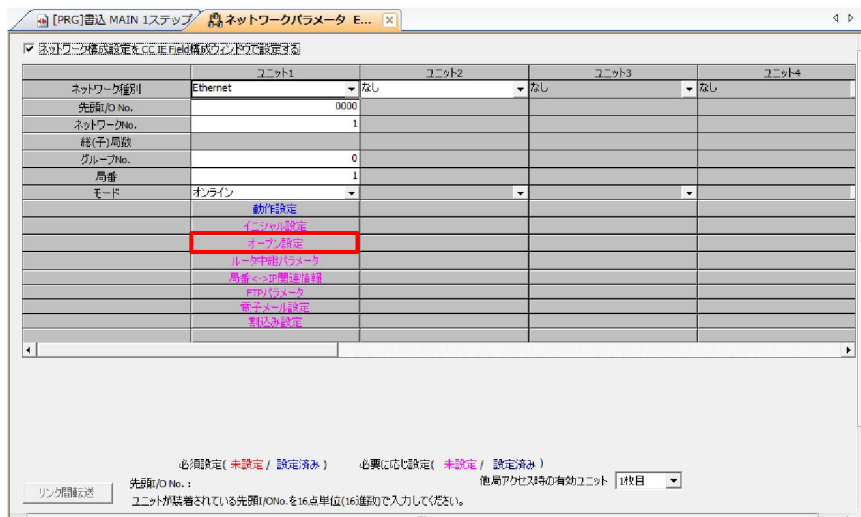 [PRG]書込 MAIN 1ステップ ネットワークパラメータ E...
ネットワーク構成設定をCC IE Field構成ウィンドウで設定する
ユニット1 ユニット2 ユニット3 ユニット4
ネットワーク種別 Ethernet なし なし なし
先頭I/O No. 0000
ネットワークNo. 1
総(子)局数
グループNo. 0
局番 1
モード オンライン
動作設定
イニシャル設定
オープン設定
ルータ中継パラメータ
局番<->IP関連情報
FTPパラメータ
電子メール設定
割込み設定
必須設定( 未設定 / 設定済み ) 必要に応じ設定( 未設定 / 設定済み )
先頭I/O No. : 他局アクセス時の有効ユニット 1枚目
リンク間転送
ユニットが装着されている先頭I/ONo.を16点単位(16進数)で入力してください。